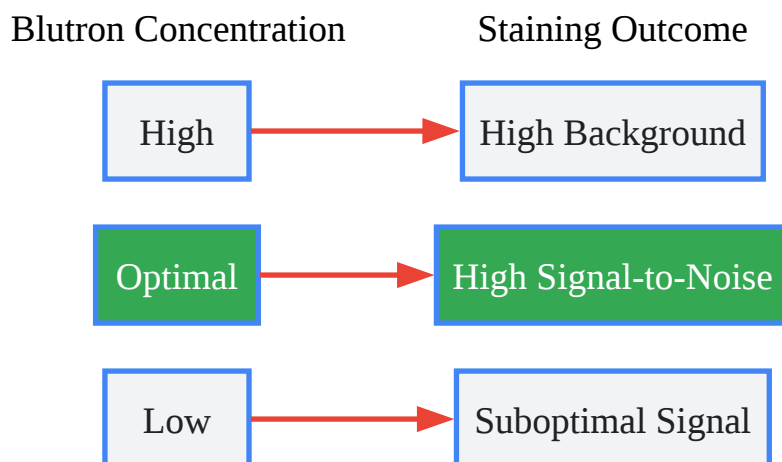 Blutron Concentration Staining Outcome
High High Background
Optimal High Signal-to-Noise
Low Suboptimal Signal